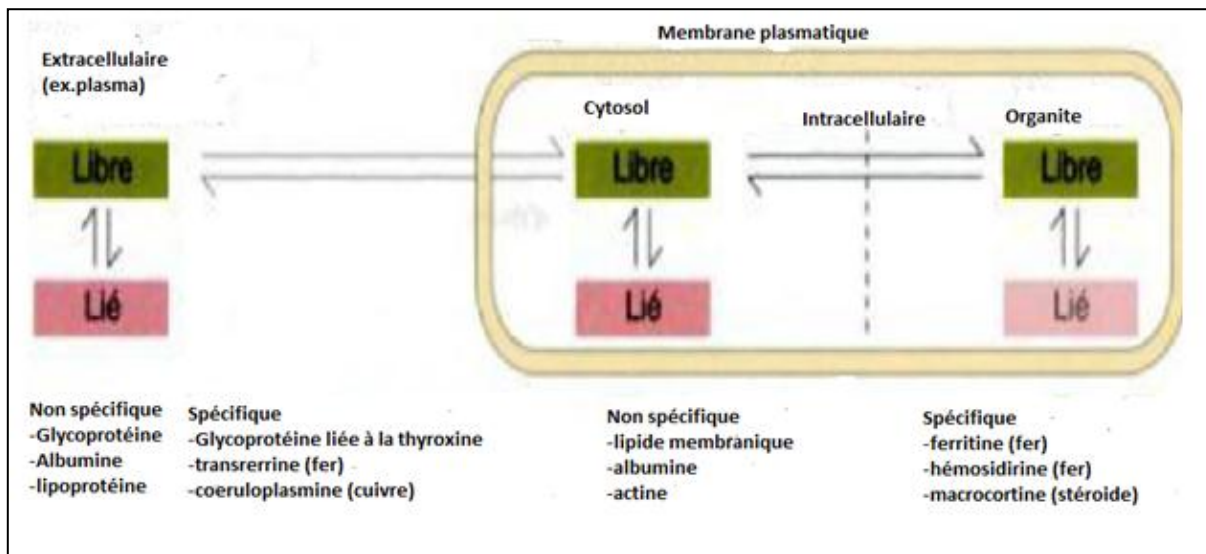 Membrane plasmatique
Extracellulaire
(ex.plasma)
Cytosol
Intracellulaire
Organite
Libre
Libre
Libre
Lié
Lié
Lié
Non spécifique
-Glycoprotéine
-Albumine
-lipoprotéine
Spécifique
-Glycoprotéine liée à la thyroxine
-transrerrine (fer)
-coeruloplasmine (cuivre)
Non spécifique
-lipide membranique
-albumine
-actine
Spécifique
-ferritine (fer)
-hémosidirine (fer)
-macrocortine (stéroide)